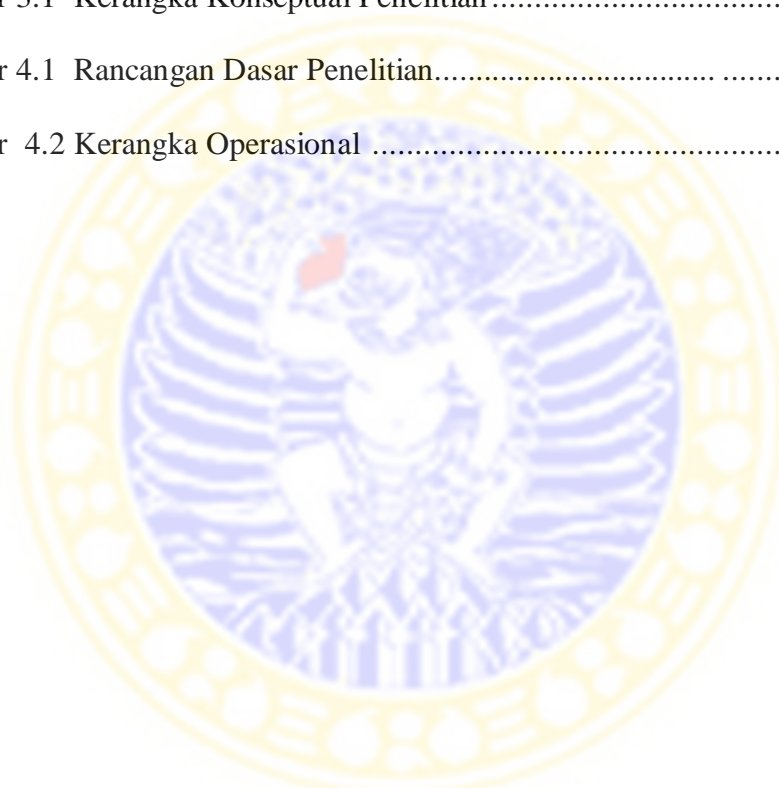 r 3.1 Kerangka Konseptual Penelitian....................................
r 4.1 Rancangan Dasar Penelitian.................................. .......
r 4.2 Kerangka Operasional ..................................................